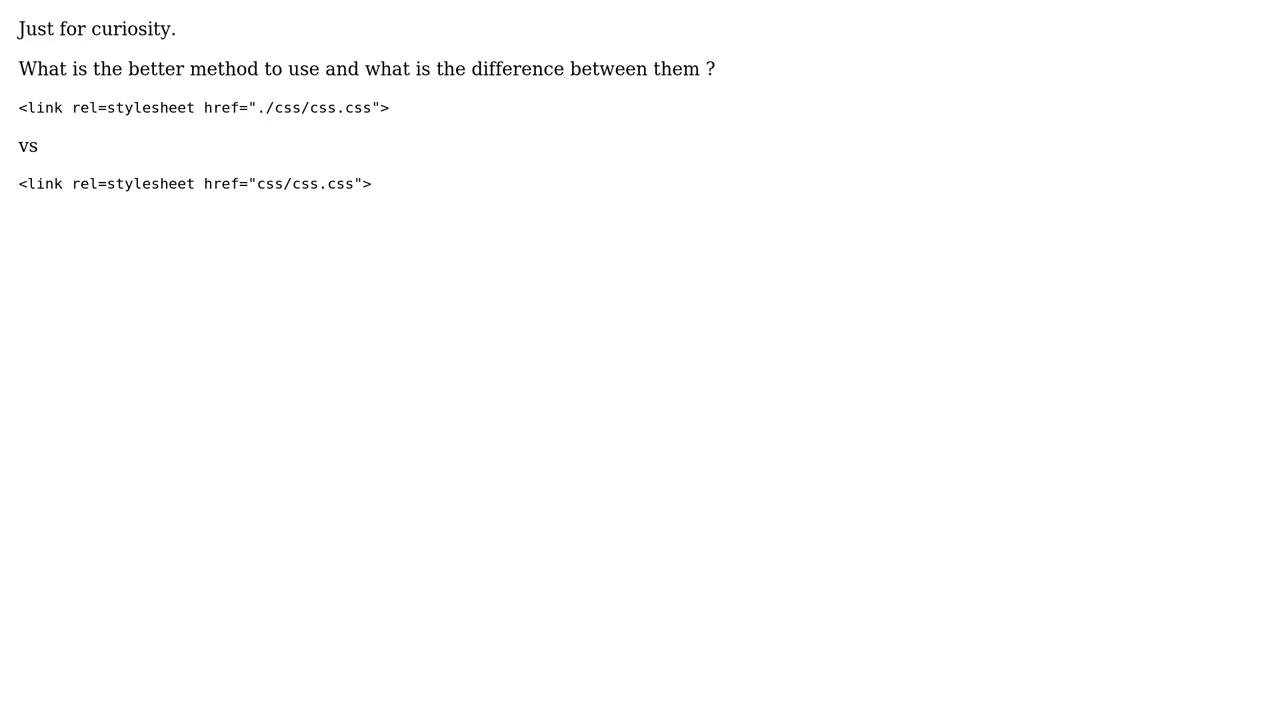 Just for curiosity.
What is the better method to use and what is the difference between them ?
<link rel=stylesheet href="./css/css.css">
vs
<link rel=stylesheet href="css/css.css">